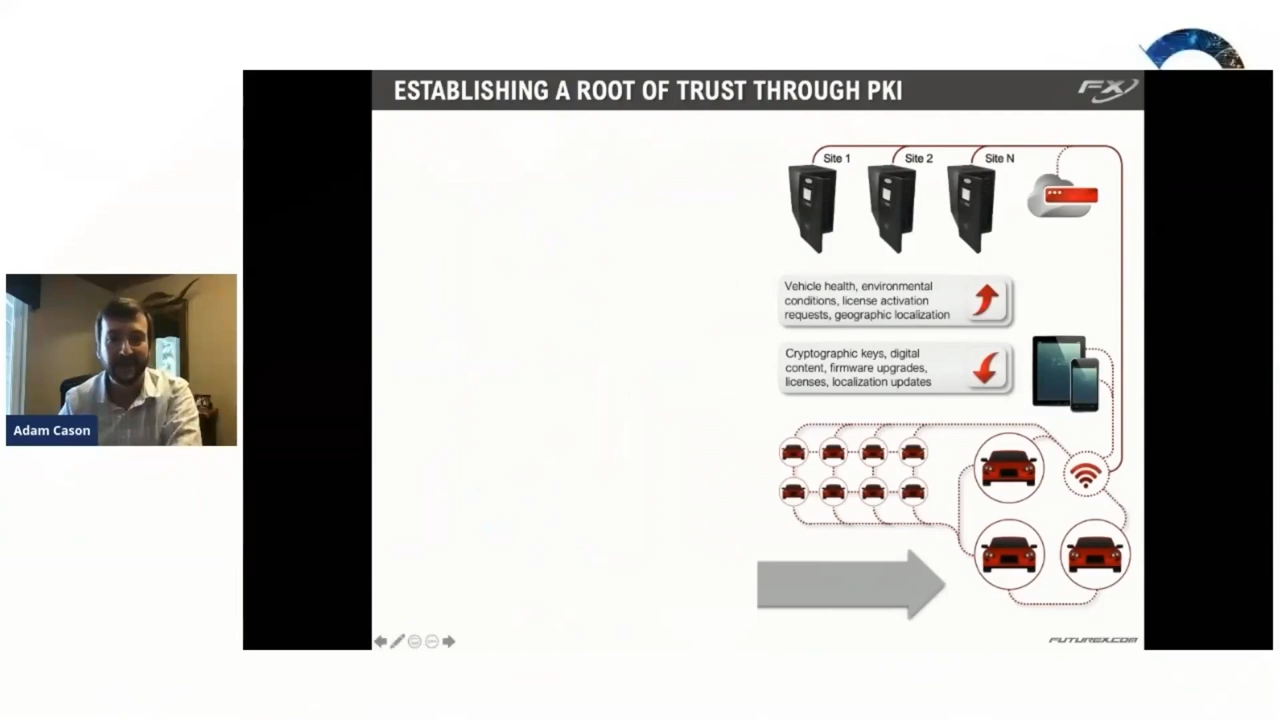 ESTABLISHING A ROOT OF TRUST THROUGH PKI
FX
Site 1
Site 2
Site N
Vehicle health, environmental
conditions, license activation
requests, geographic localization
Cryptographic keys, digital
content, firmware upgrades,
licenses, localization updates
Adam Cason
FUTUREX.COM